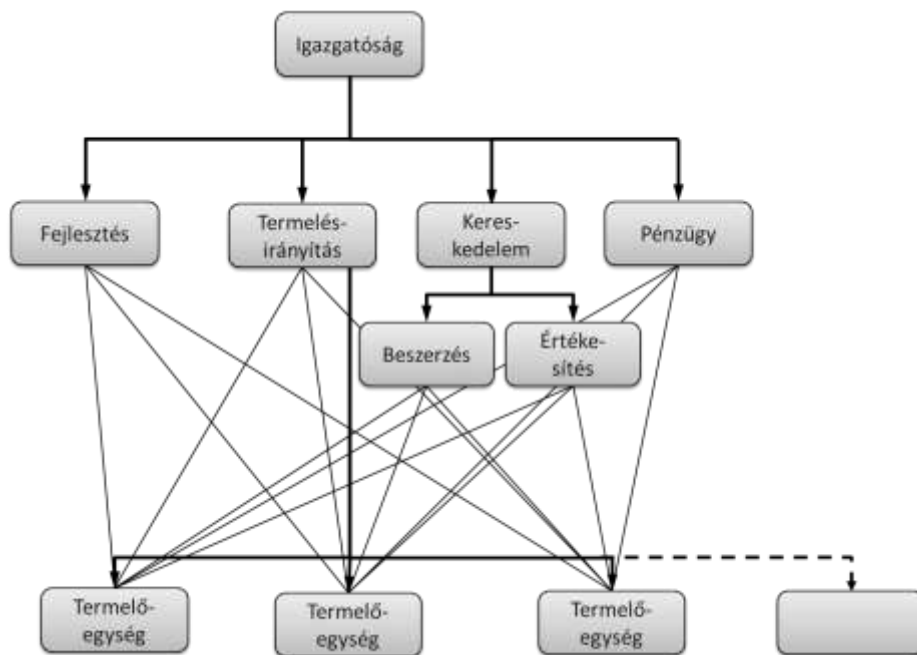 Igazgatóság
Fejlesztés
Termelés-
irányítás
Keres-
kedelem
Pénzügy
Beszerzés
Értéke-
sítés
Termelő-
egység
Termelő-
egység
Termelő-
egység